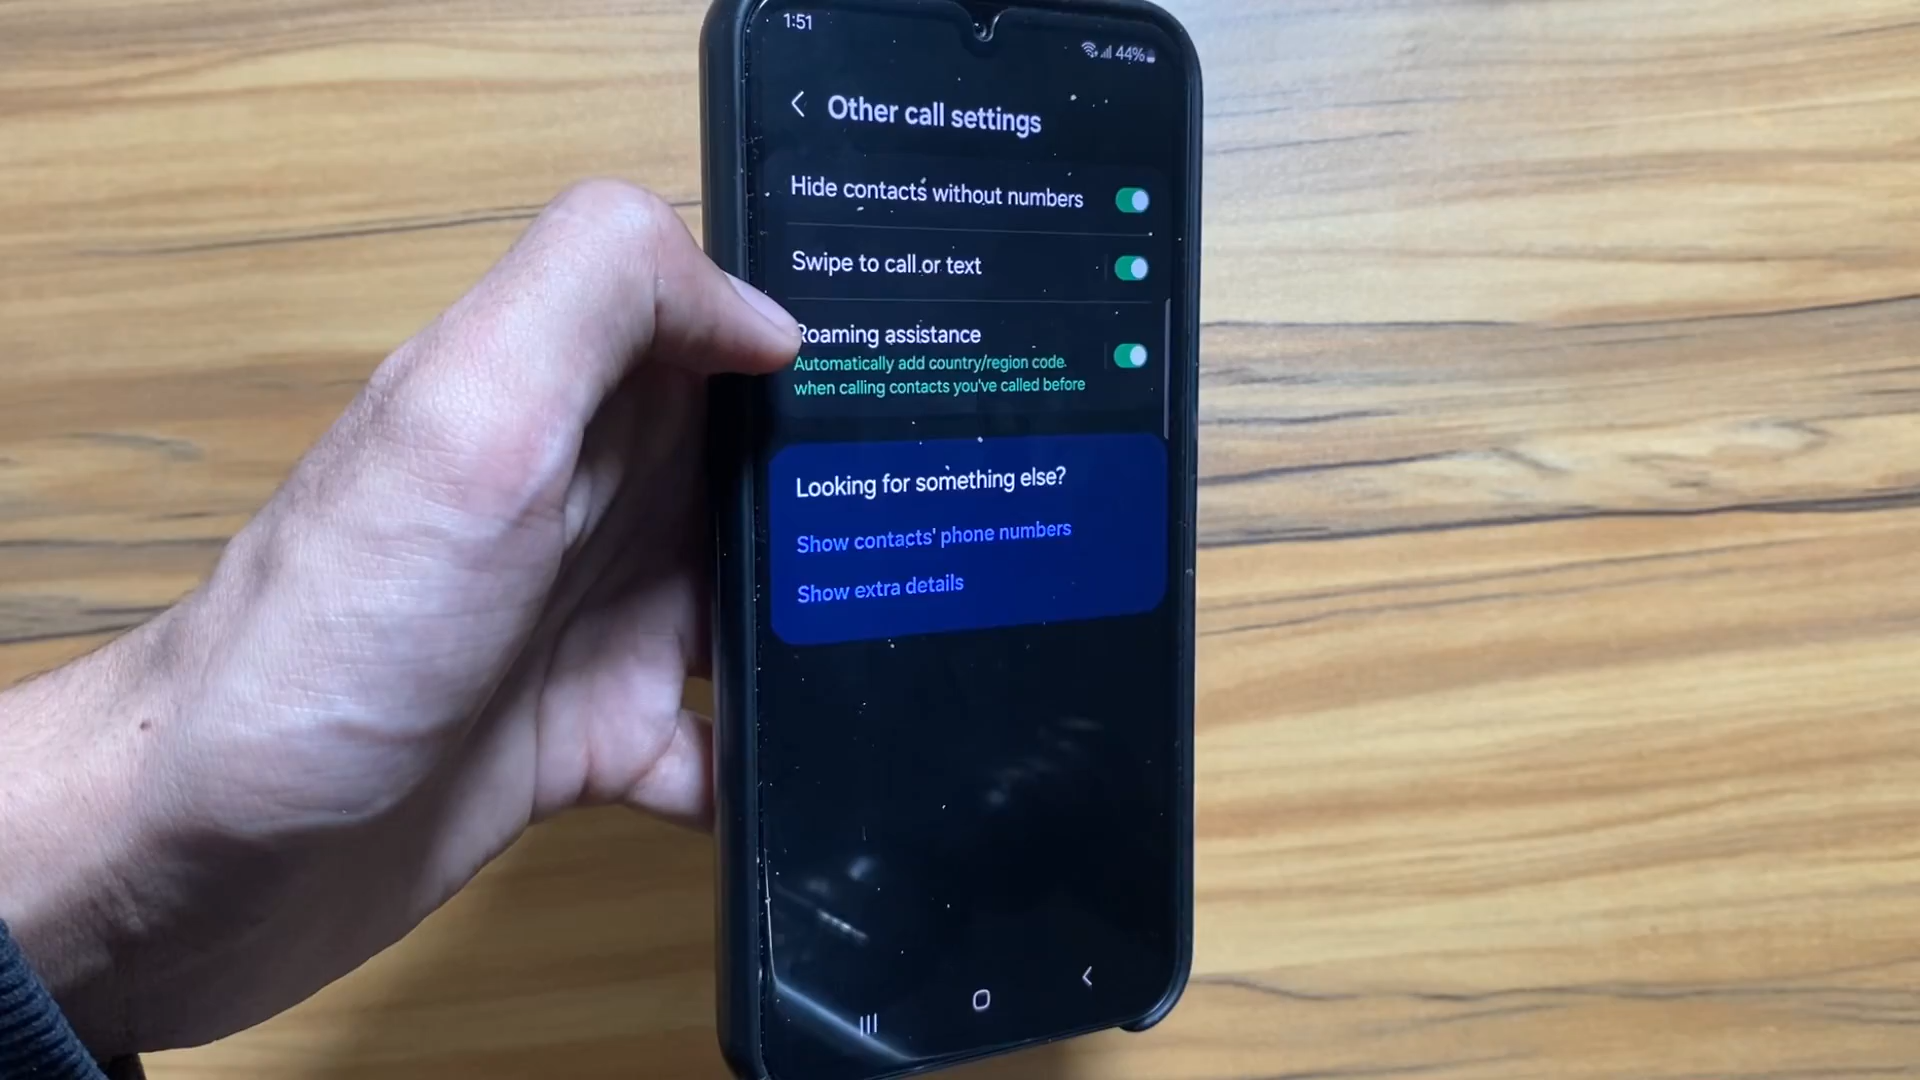 1:51
44%
Other call settings
Hide contacts without numbers
Swipe to call or text
Roaming assistance
Automatically add country/region code
when calling contacts you've called before
Looking for something else?
Show contacts' phone numbers
Show extra details